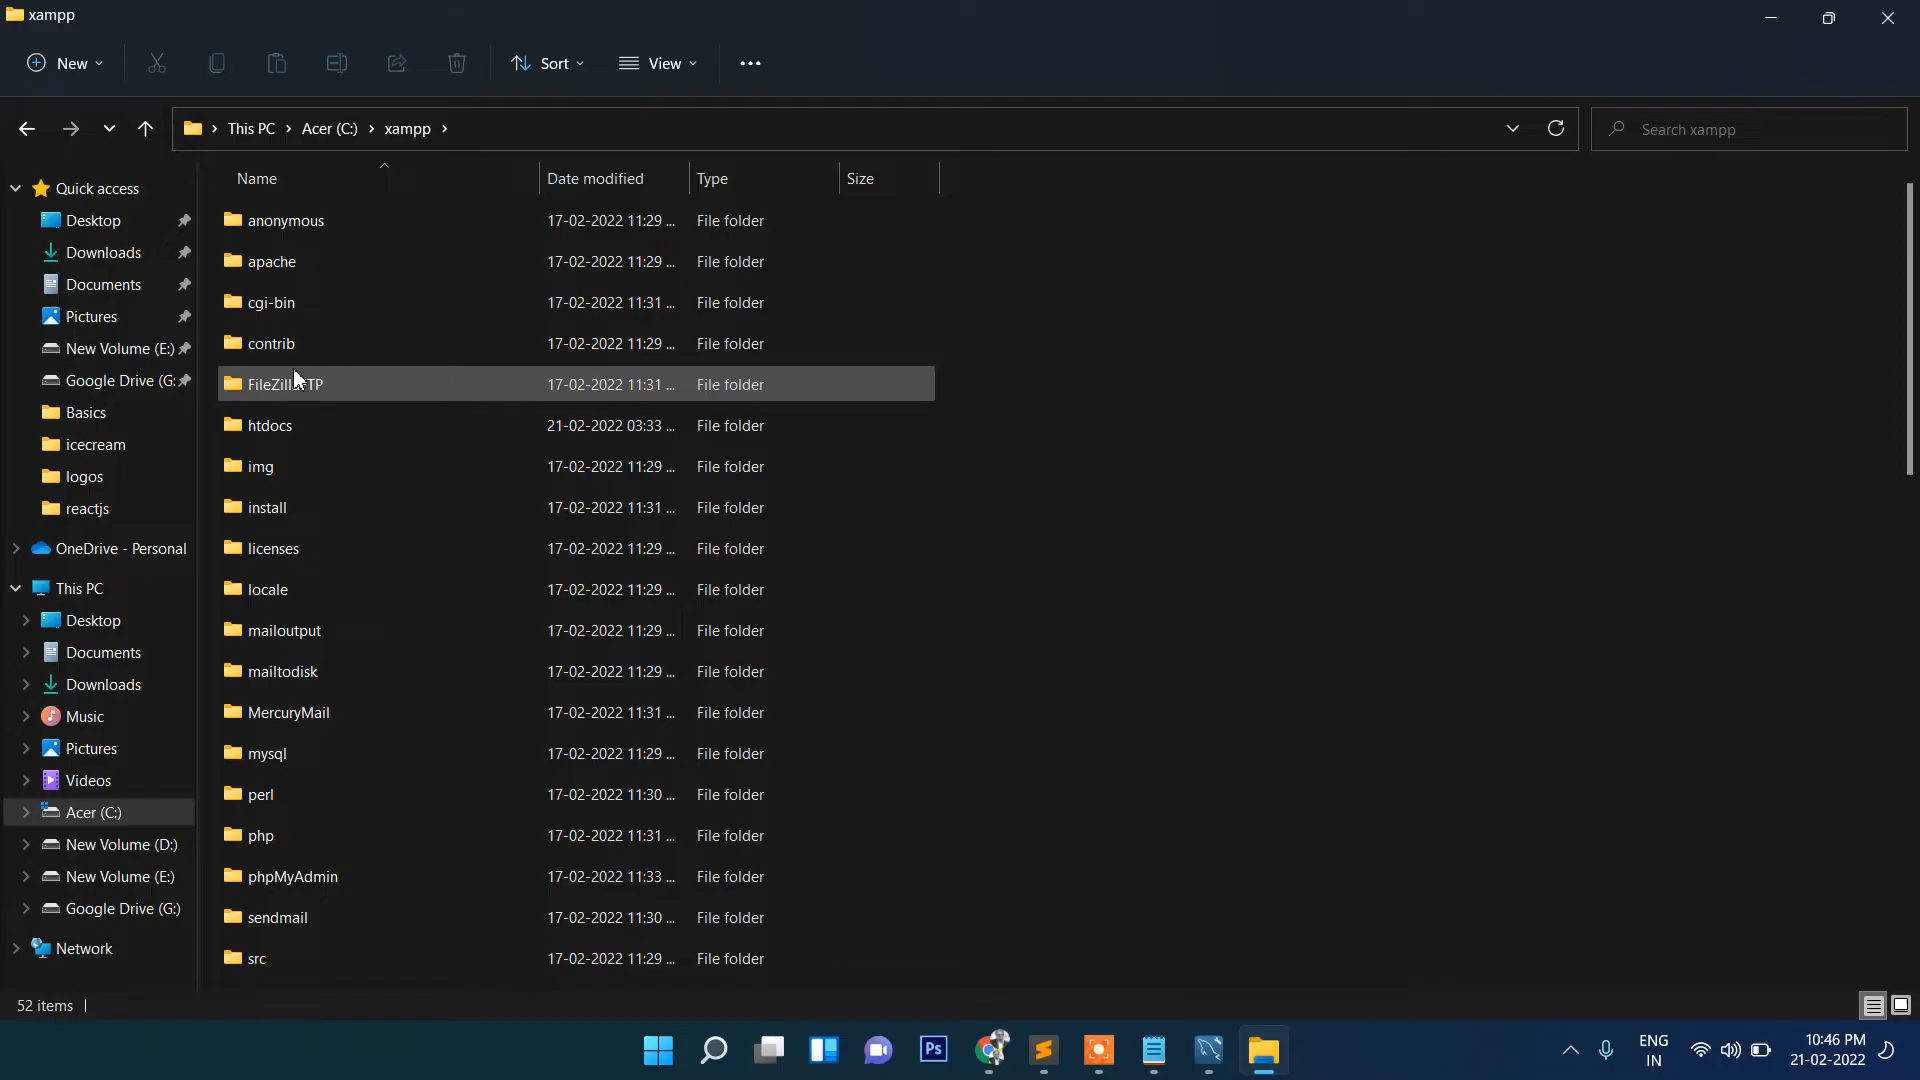 xampp
New
Sort
View
This PC
Acer (C:)
xampp
Search xampp
Name
Date modified
Type
Size
Quick access
Desktop
Downloads
Documents
Pictures
New Volume (E:)
Google Drive (G:
Basics
icecream
logos
reactjs
OneDrive - Personal
This PC
Desktop
Documents
Downloads
Music
Pictures
Videos
Acer (C:)
New Volume (D:)
New Volume (E:)
Google Drive (G:)
Network
anonymous 17-02-2022 11:29 ... File folder
apache 17-02-2022 11:29 ... File folder
cgi-bin 17-02-2022 11:31 ... File folder
contrib 17-02-2022 11:29 ... File folder
17-02-2022 11:31 ... File folder
htdocs 21-02-2022 03:33 ... File folder
img 17-02-2022 11:29 ... File folder
install 17-02-2022 11:31 ... File folder
licenses 17-02-2022 11:29 ... File folder
locale 17-02-2022 11:29 ... File folder
mailoutput 17-02-2022 11:29 ... File folder
mailtodisk 17-02-2022 11:29 ... File folder
MercuryMail 17-02-2022 11:31 ... File folder
mysql 17-02-2022 11:29 ... File folder
perl 17-02-2022 11:30 ... File folder
php 17-02-2022 11:31 ... File folder
phpMyAdmin 17-02-2022 11:33 ... File folder
sendmail 17-02-2022 11:30 ... File folder
src 17-02-2022 11:29 ... File folder
52 items
Ps
ENG
IN
10:46 PM
21-02-2022